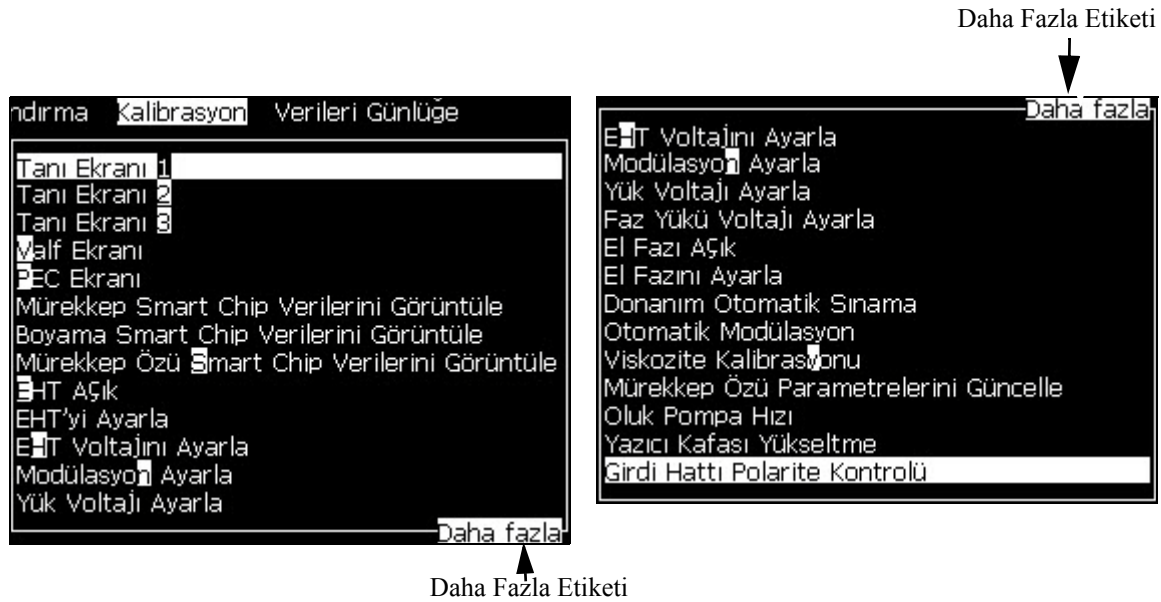 Daha Fazla Etiketi
ndırma Kalibrasyon Verileri Günlüğe
Tanı Ekranı 1
Tanı Ekranı 2
Tanı Ekranı 3
Valf Ekranı
PEC Ekranı
Mürekkep Smart Chip Verilerini Görüntüle
Boyama Smart Chip Verilerini Görüntüle
Mürekkep Özü Smart Chip Verilerini Görüntüle
EHT Açık
EHT'yi Ayarla
EHT Voltajını Ayarla
Modülasyon Ayarla
Yük Voltajı Ayarla
Daha fazla
Daha Fazla Etiketi
Daha fazla
EHT Voltajını Ayarla
Modülasyon Ayarla
Yük Voltajı Ayarla
Faz Yükü Voltajı Ayarla
El Fazı Açık
El Fazını Ayarla
Donanım Otomatik Sınama
Otomatik Modülasyon
Viskozite Kalibrasyonu
Mürekkep Özü Parametrelerini Güncelle
Oluk Pompa Hızı
Yazıcı Kafası Yükseltme
Girdi Hattı Polarite Kontrolü